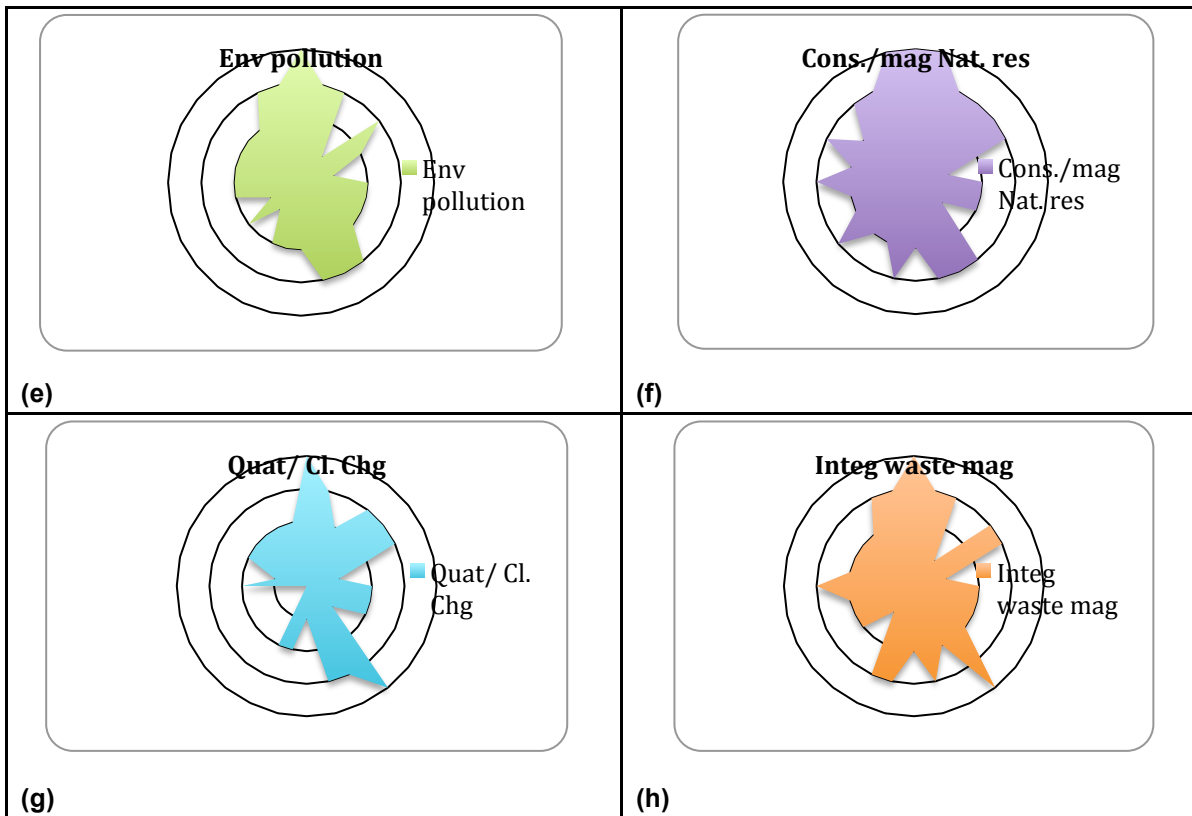 Env pollution
Env
pollution
(e)
Cons./mag Nat. res
Cons./mag
Nat. res
(f)
Quat/ Cl. Chg
Quat/ Cl.
Chg
(g)
Integ waste mag
Integ
waste mag
(h)